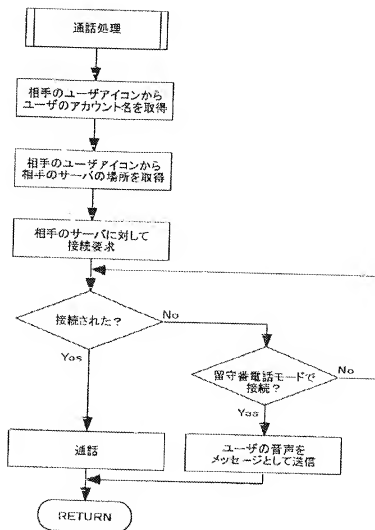 通話処理
相手のユーザアイコンから
ユーザのアカウント名を取得
相手のユーザアイコンから
相手のサーバの場所を取得
相手のサーバに対して
接続要求
接続された？
No
Yes
留守番電話モードで
接続？
No
Yes
通話
ユーザの音声を
メッセージとして送信
RETURN